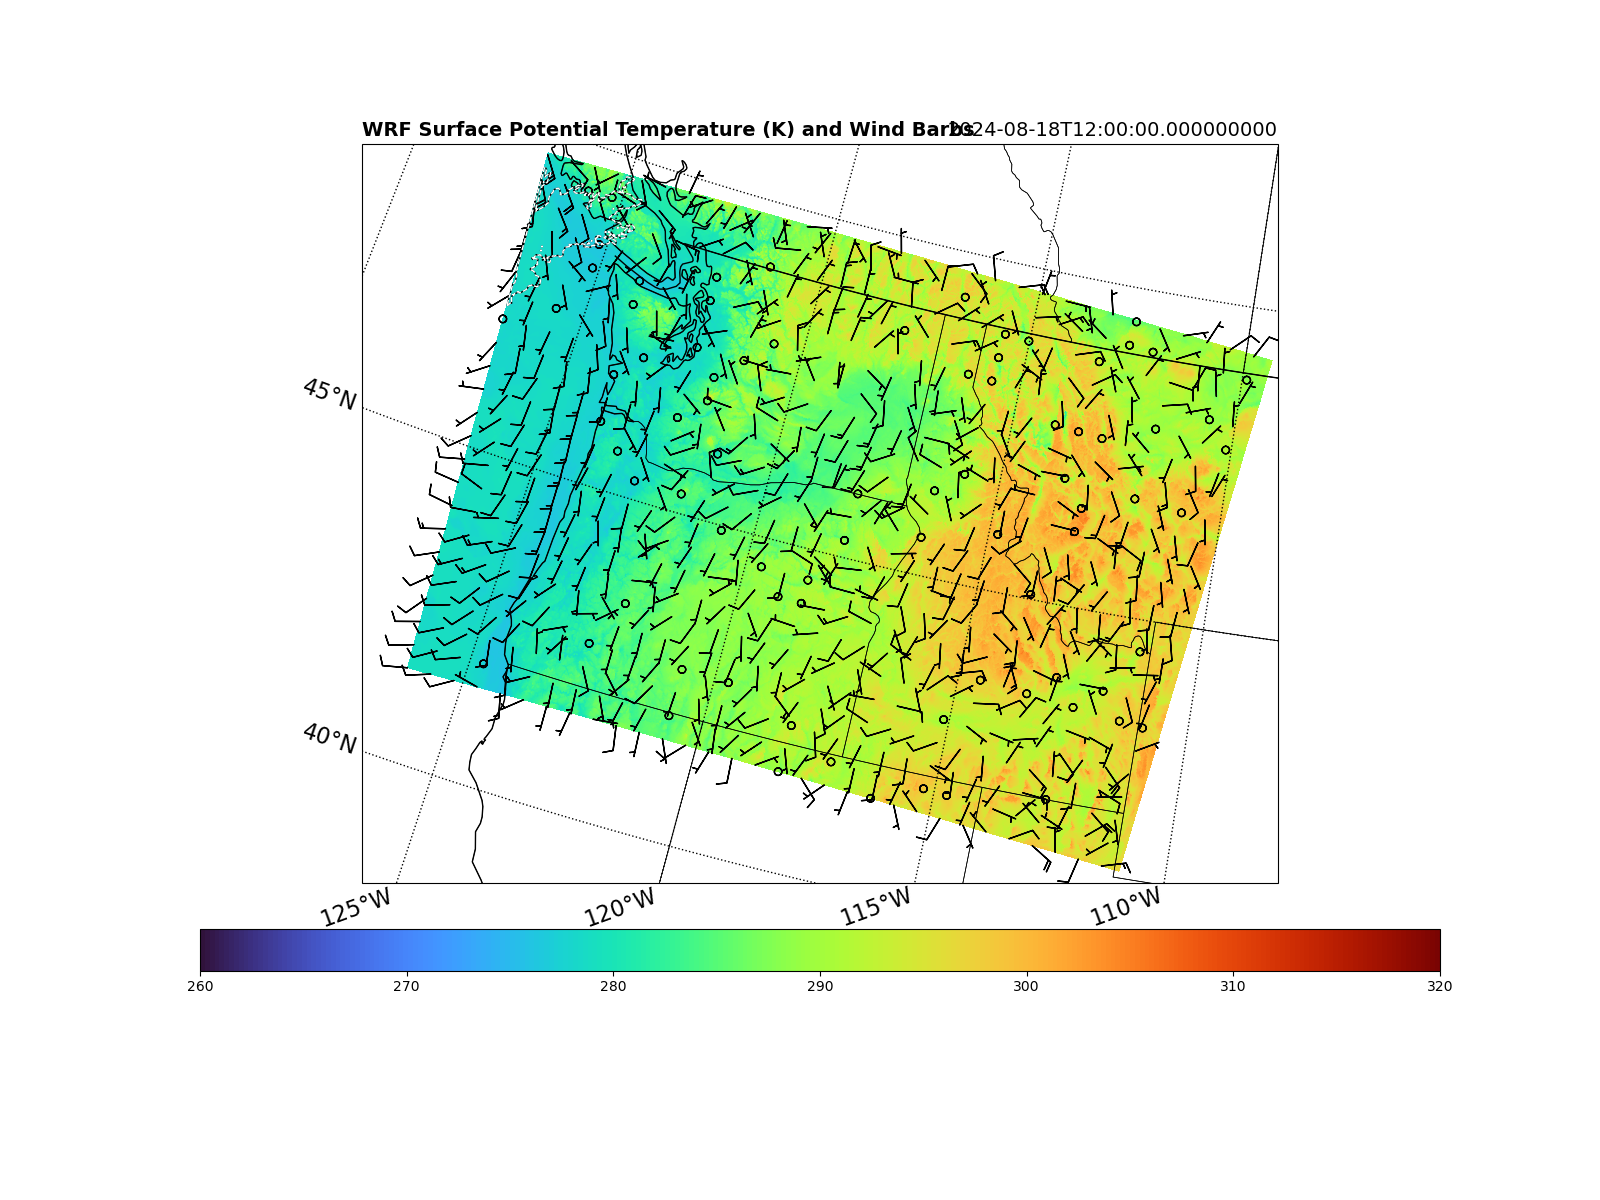 WRF Surface Potential Temperature (K) and Wind Barbs 2024-08-18T12:00:00.000000000
45°N
40°N
125°W 120°W 115°W 110°W
260 270 280 290 300 310 320